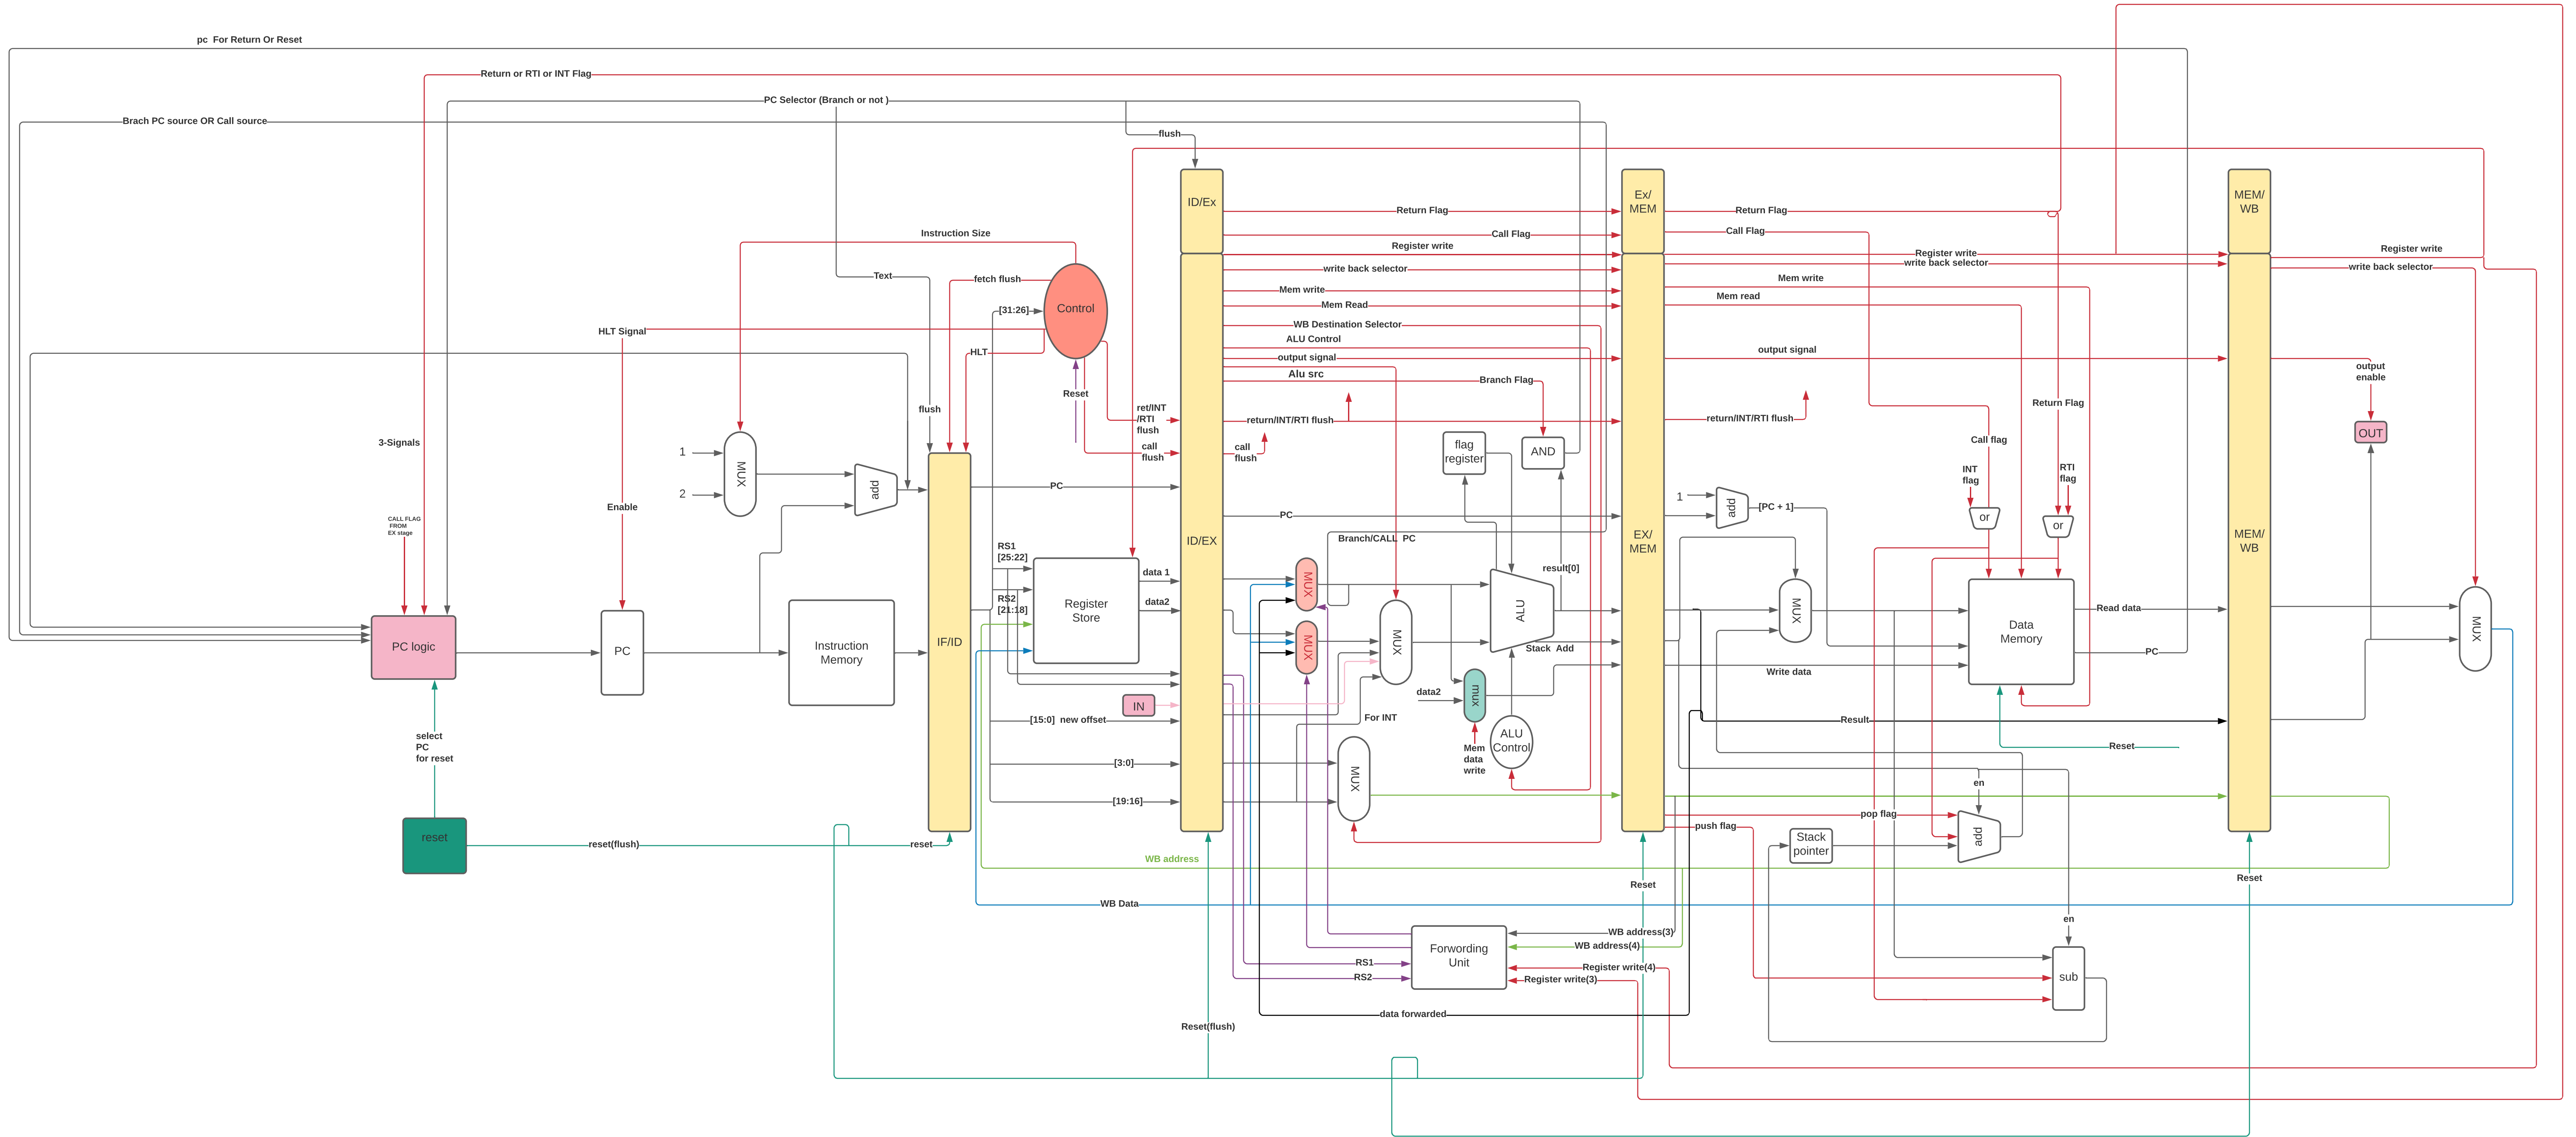 pc  For Return Or Reset
Return or RTI or INT Flag
PC Selector (Branch or not )
Brach PC source OR Call source
flush
ID/Ex
Ex/
MEM
MEM/
WB
Return Flag
Return Flag
Call Flag
Call Flag
Instruction Size
Register write
Register write
Register write
write back selector
write back selector
write back selector
Text
fetch flush
Mem write
Mem write
Mem Read
Mem read
[31:26]
Control
HLT Signal
HLT
WB Destination Selector
ALU Control
output signal
output signal
Alu src
Branch Flag
output
enable
Reset
flush
ret/INT
/RTI
flush
return/INT/RTI flush
return/INT/RTI flush
Return Flag
call
flush
call
flush
3-Signals
1
2
MUX
add
flag
register
AND
Call flag
INT
flag
RTI
flag
OUT
PC
PC
Enable
CALL FLAG
FROM
EX stage
1
add
[PC + 1]
or
or
ID/EX
EX/
MEM
MEM/
WB
Branch/CALL  PC
RS1
[25:22]
RS2
[21:18]
data 1
data2
Register
Store
MUX
MUX
MUX
ALU
result[0]
Stack  Add
MUX
Data
Memory
Read data
PC
Write data
MUX
PC logic
PC
Instruction
Memory
IF/ID
IN
data2
mux
For INT
[15:0]  new offset
ALU
Control
Mem
data
write
Result
Reset
select
PC
for reset
[3:0]
[19:16]
MUX
en
pop flag
push flag
add
Stack
pointer
reset
reset(flush)
reset
WB address
Reset
Reset
WB Data
en
Forwording
Unit
WB address(3)
WB address(4)
RS1
RS2
Register write(4)
Register write(3)
sub
data forwarded
Reset(flush)